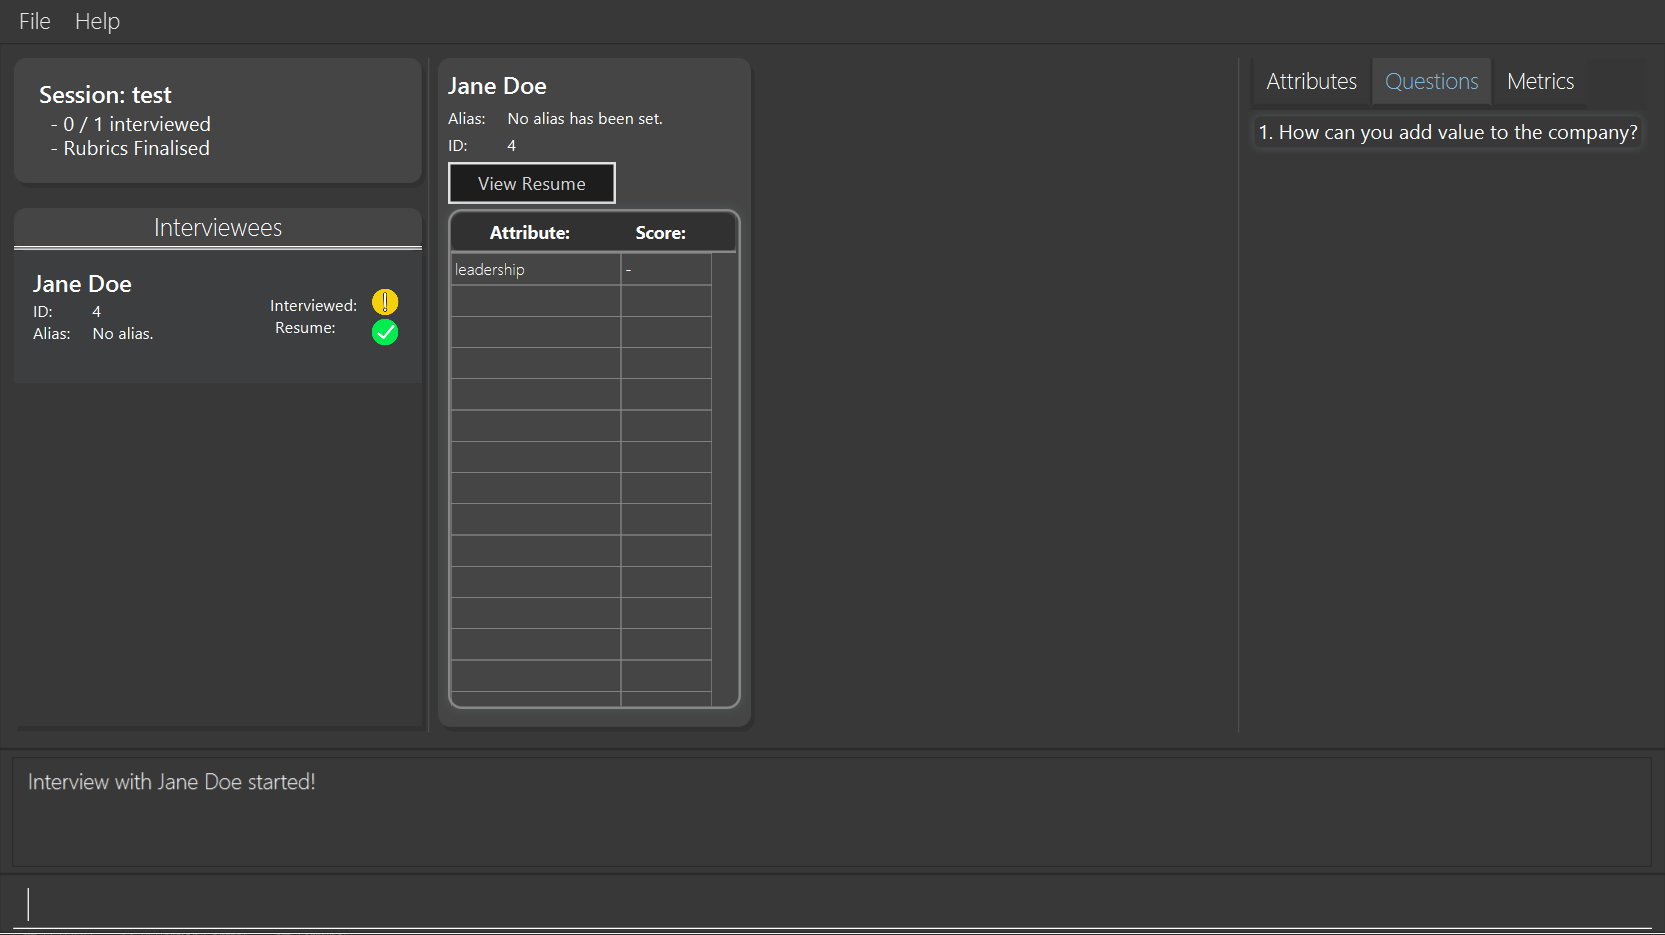 File Help
Session: test
- 0 / 1 interviewed
- Rubrics Finalised
Interviewees
Jane Doe
ID: 4
Alias: No alias.
Interviewed:
Resume:
Jane Doe
Alias: No alias has been set.
ID: 4
View Resume
Attribute: Score:
leadership -
Attributes Questions Metrics
1. How can you add value to the company?
Interview with Jane Doe started!